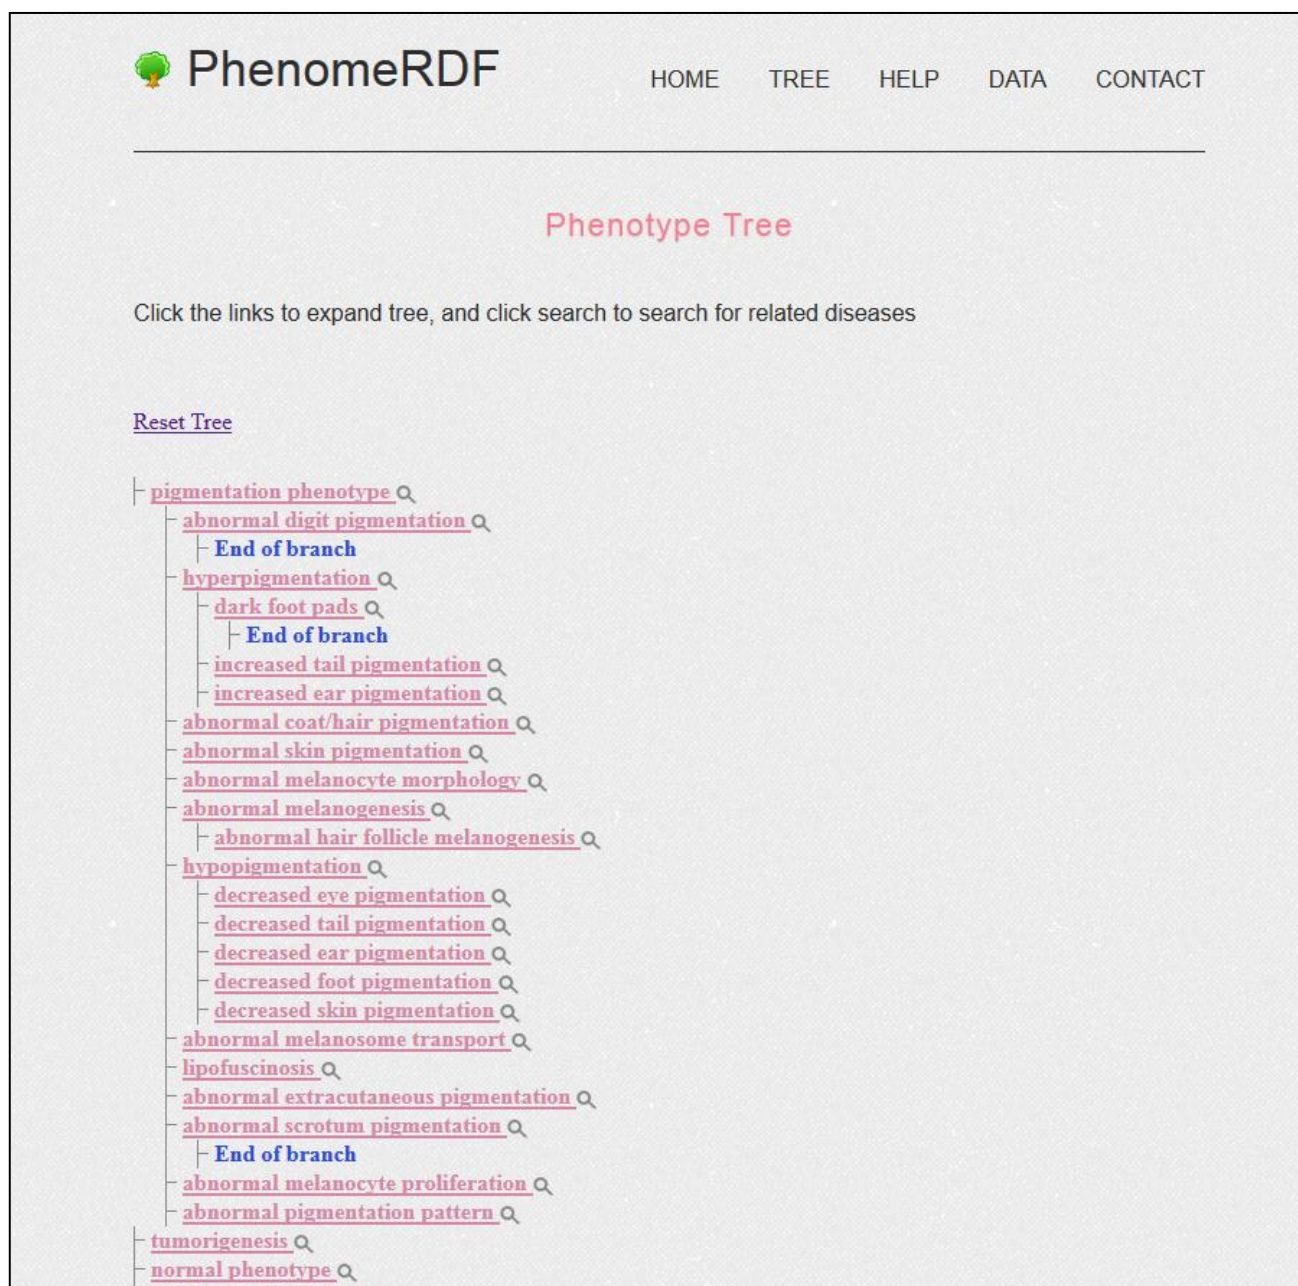 PhenomeRDF
HOME TREE HELP DATA CONTACT
Phenotype Tree
Click the links to expand tree, and click search to search for related diseases
Reset Tree
pigmentation phenotype
abnormal digit pigmentation
End of branch
hyperpigmentation
dark foot pads
End of branch
increased tail pigmentation
increased ear pigmentation
abnormal coat/hair pigmentation
abnormal skin pigmentation
abnormal melanocyte morphology
abnormal melanogenesis
abnormal hair follicle melanogenesis
hypopigmentation
decreased eye pigmentation
decreased tail pigmentation
decreased ear pigmentation
decreased foot pigmentation
decreased skin pigmentation
abnormal melanosome transport
lipofuscinosis
abnormal extracutaneous pigmentation
abnormal scrotum pigmentation
End of branch
abnormal melanocyte proliferation
abnormal pigmentation pattern
tumorigenesis
normal phenotype